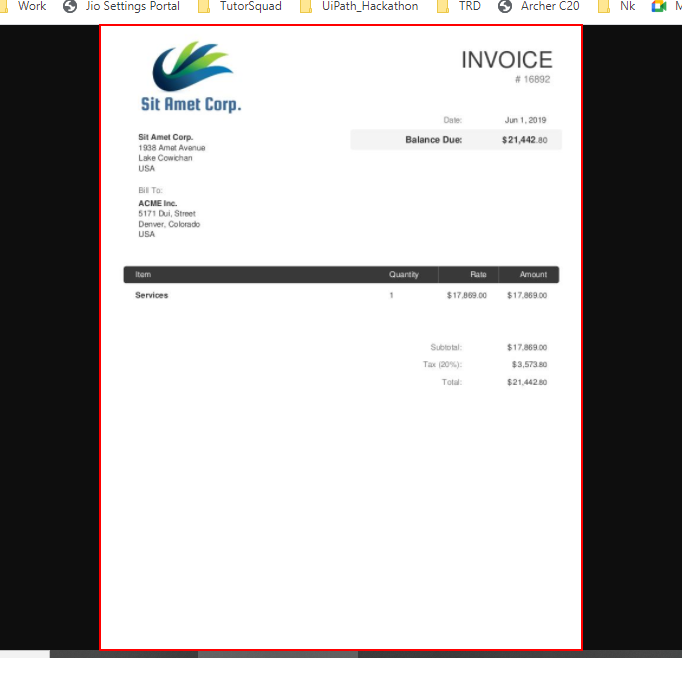 Work Jio Settings Portal TutorSquad UiPath_Hackathon TRD Archer C20 Nk M
Sit Amet Corp.
INVOICE
# 16892
Date: Jun 1, 2019
Balance Due: $21,442.80
Sit Amet Corp.
1938 Amet Avenue
Lake Cowichan
USA
Bill To:
ACME Inc.
5171 Dui, Street
Denver, Colorado
USA
Item Quantity Rate Amount
Services 1 $17,869.00 $17,869.00
Subtotal: $17,869.00
Tax (20%): $3,573.80
Total: $21,442.80